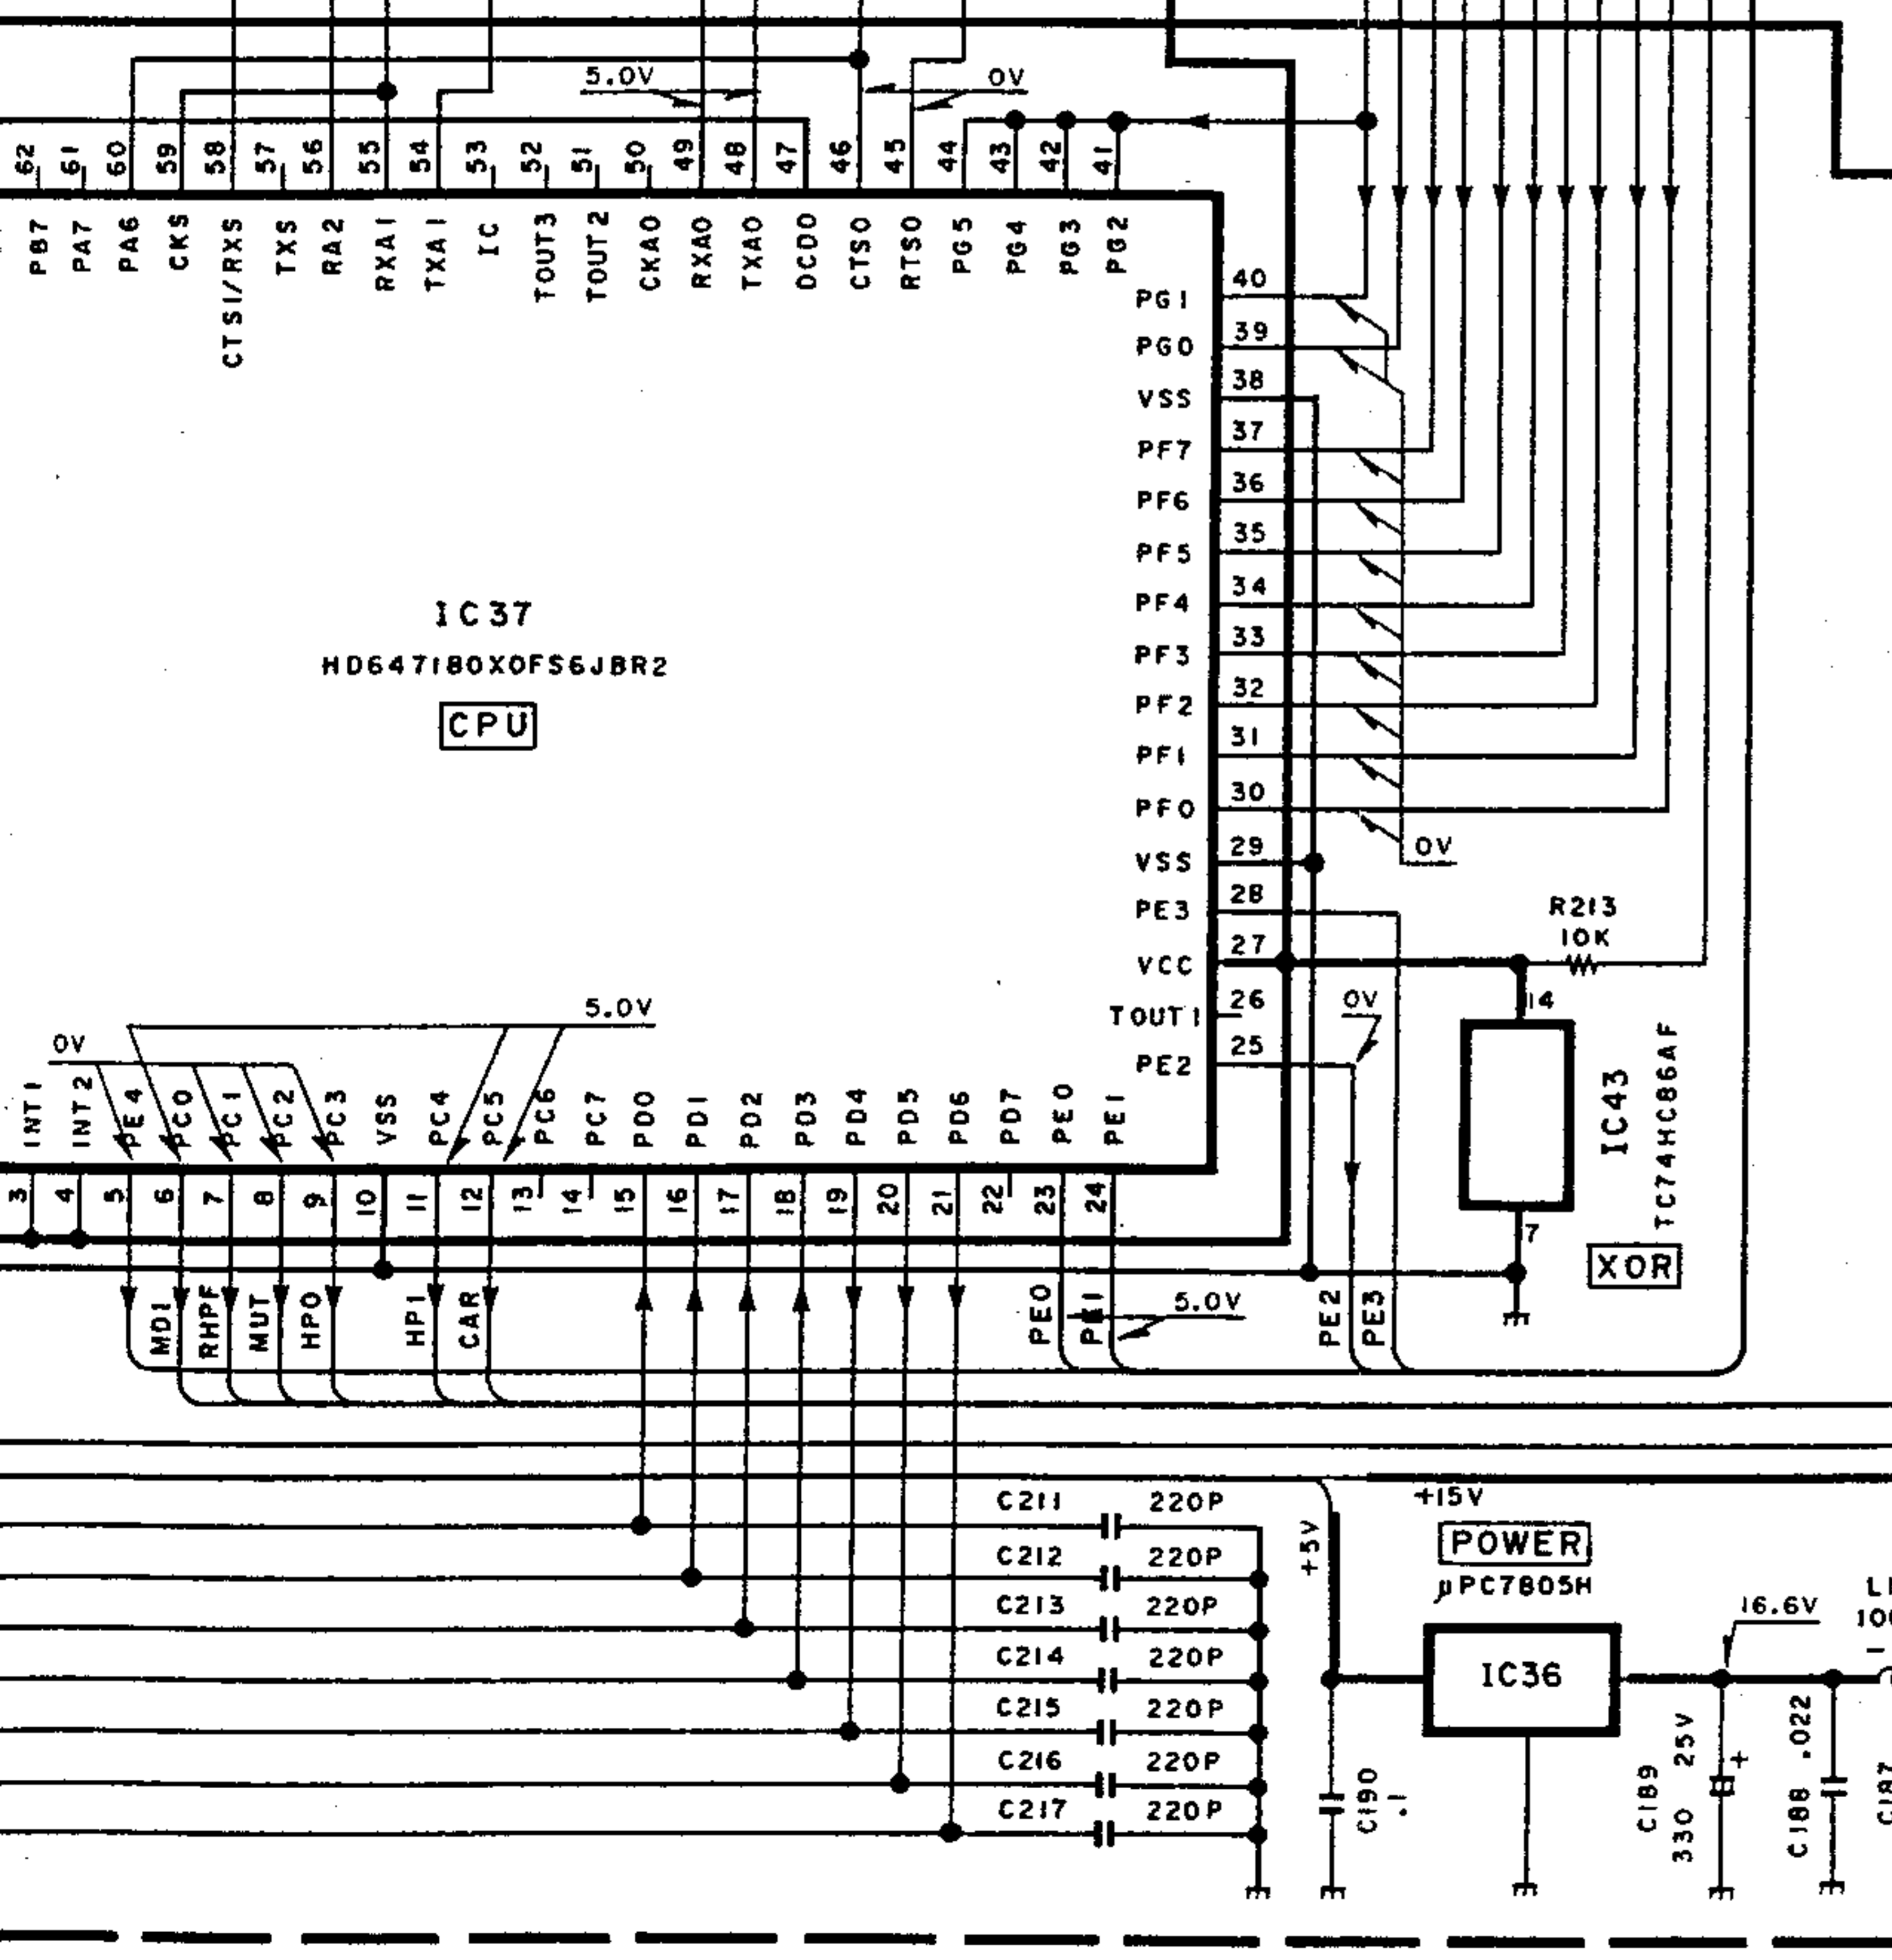 5.0V
0V
62
61
60
59
58
57
56
55
54
53
52
51
50
49
48
47
46
45
44
43
42
41
PB7
PA7
PA6
CKS
CTS1/RXS
TXS
RA2
RXA1
TXA1
IC
TOUT3
TOUT2
CKA0
RXA0
TXA0
DCD0
CTS0
RTS0
PG5
PG4
PG3
PG2
PG1 40
PG0 39
VSS 38
PF7 37
PF6 36
PF5 35
PF4 34
PF3 33
PF2 32
PF1 31
PF0 30
0V
VSS 29
PE3 28
VCC 27
TOUT1 26
PE2 25
IC37
HD647180X0FS6JBR2
CPU
R213
10K
0V
14
IC43
TC74HC86AF
7
XOR
5.0V
0V
INT1
INT2
PE4
PC0
PC1
PC2
PC3
VSS
PC4
PC5
PC6
PC7
PD0
PD1
PD2
PD3
PD4
PD5
PD6
PD7
PE0
PE1
3
4
5
6
7
8
9
10
11
12
13
14
15
16
17
18
19
20
21
22
23
24
MD1
RHPF
MUT
HPO
HP1
CAR
PE0
PE1
5.0V
PE2
PE3
C211 220P
C212 220P
C213 220P
C214 220P
C215 220P
C216 220P
C217 220P
+5V
+15V
POWER
μPC7805H
IC36
16.6V
C190
.1
C189
330 25V
+
C188 .022
C187